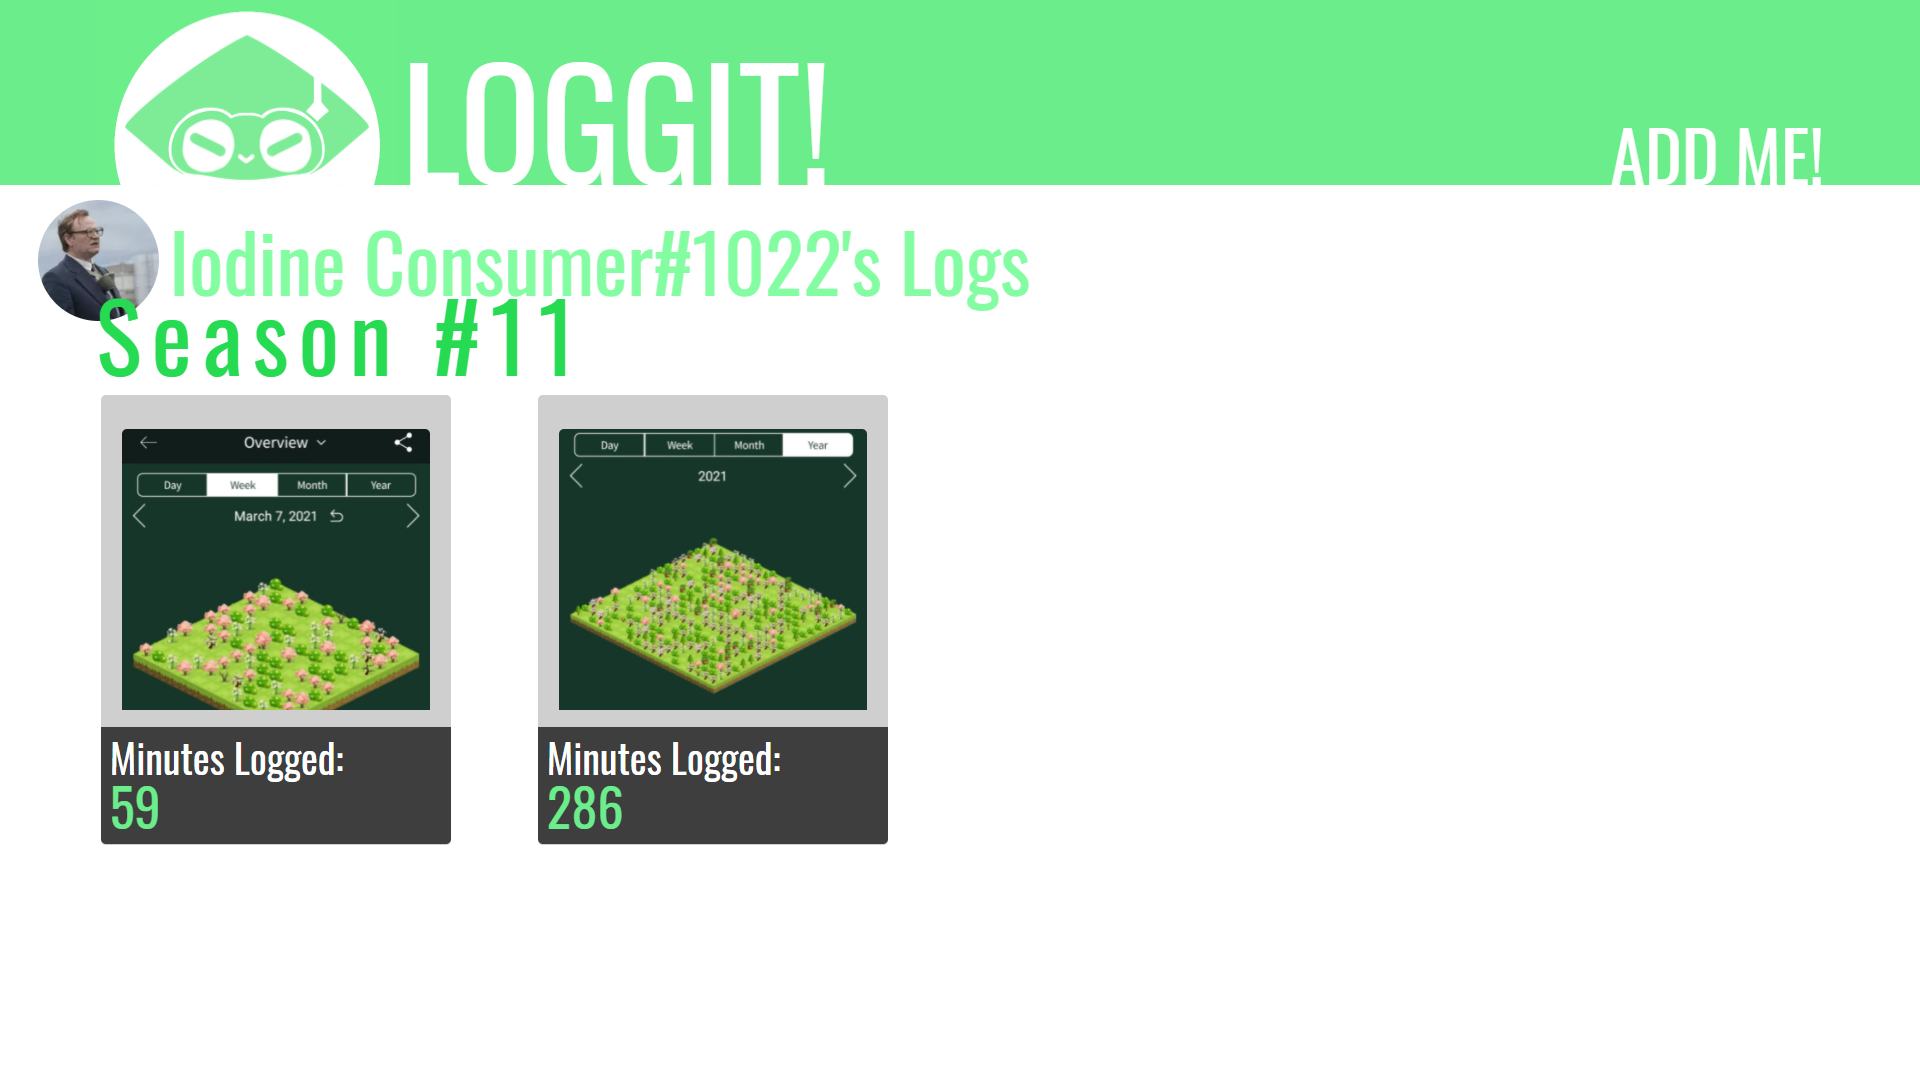 LOGGIT!
ADD ME!
Iodine Consumer#1022's Logs
Season #11
Overview
Day Week Month Year
March 7, 2021
Minutes Logged:
59
Day Week Month Year
2021
Minutes Logged:
286